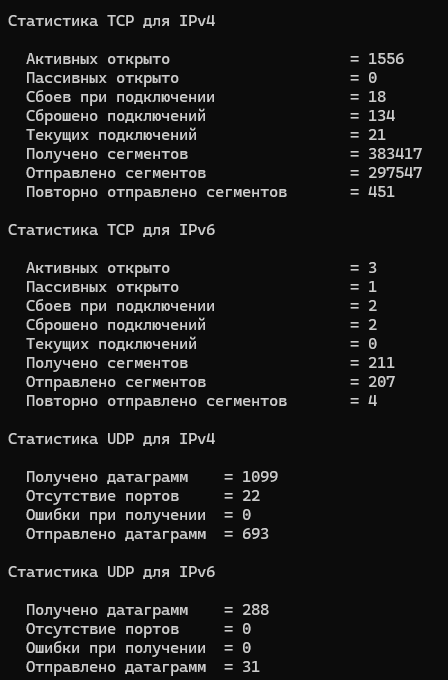 Статистика TCP для IPv4
Активных открыто = 1556
Пассивных открыто = 0
Сбоев при подключении = 18
Сброшено подключений = 134
Текущих подключений = 21
Получено сегментов = 383417
Отправлено сегментов = 297547
Повторно отправлено сегментов = 451
Статистика TCP для IPv6
Активных открыто = 3
Пассивных открыто = 1
Сбоев при подключении = 2
Сброшено подключений = 2
Текущих подключений = 0
Получено сегментов = 211
Отправлено сегментов = 207
Повторно отправлено сегментов = 4
Статистика UDP для IPv4
Получено датаграмм = 1099
Отсутствие портов = 22
Ошибки при получении = 0
Отправлено датаграмм = 693
Статистика UDP для IPv6
Получено датаграмм = 288
Отсутствие портов = 0
Ошибки при получении = 0
Отправлено датаграмм = 31